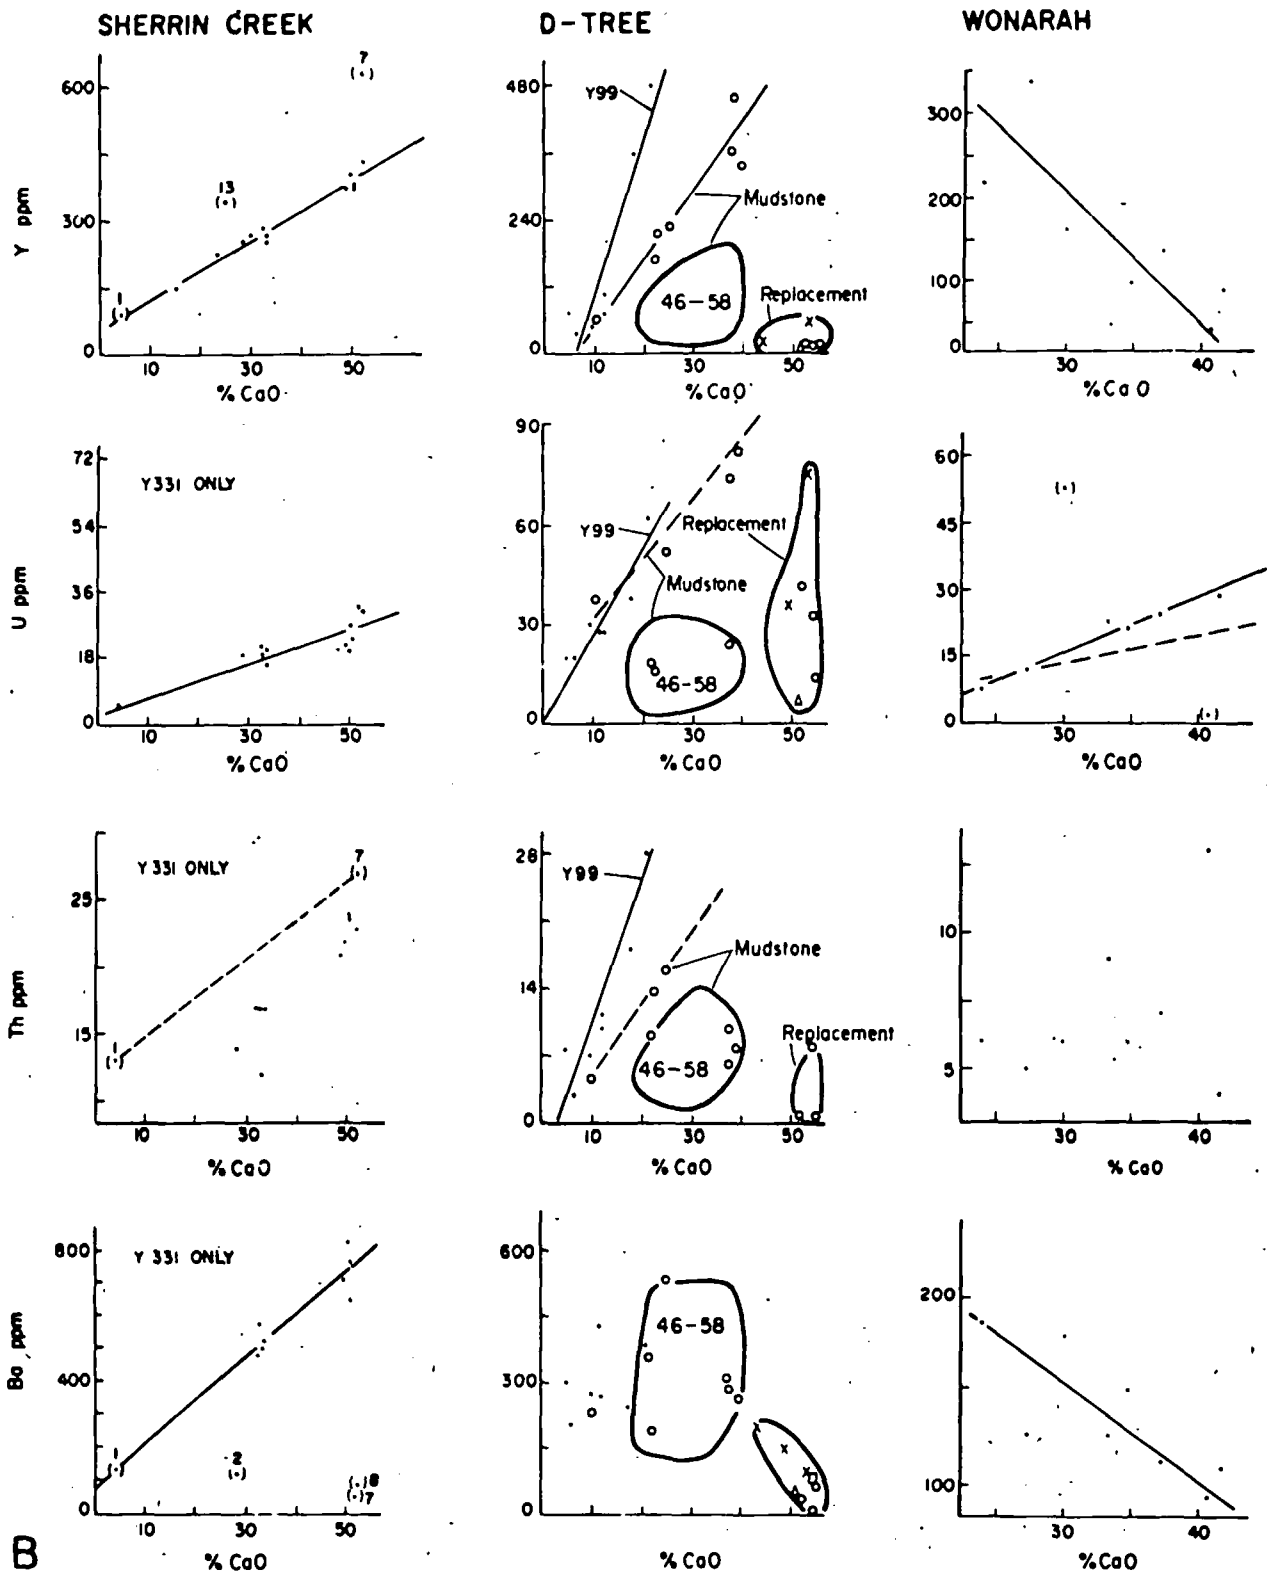 SHERRIN CREEK
D-TREE
WONARAH
Y ppm
600
300
0
10
30
50
7
13
1
% CaO
480
240
0
10
30
50
Y99
Mudstone
46-58
Replacement
% CaO
300
200
100
0
30
40
% CaO
U ppm
72
54
36
18
0
Y331 ONLY
10
30
50
% CaO
90
60
30
0
Y99
Replacement
Mudstone
46-58
10
30
50
% CaO
60
45
30
15
0
30
40
% CaO
Th ppm
25
15
Y 331 ONLY
7
1
10
30
50
% CaO
28
14
0
Y99
Mudstone
46-58
Replacement
10
30
50
% CaO
10
5
30
40
% CaO
Ba ppm
800
400
0
Y 331 ONLY
1
2
8
7
10
30
50
% CaO
600
300
0
46-58
% CaO
200
100
30
40
% CaO
B